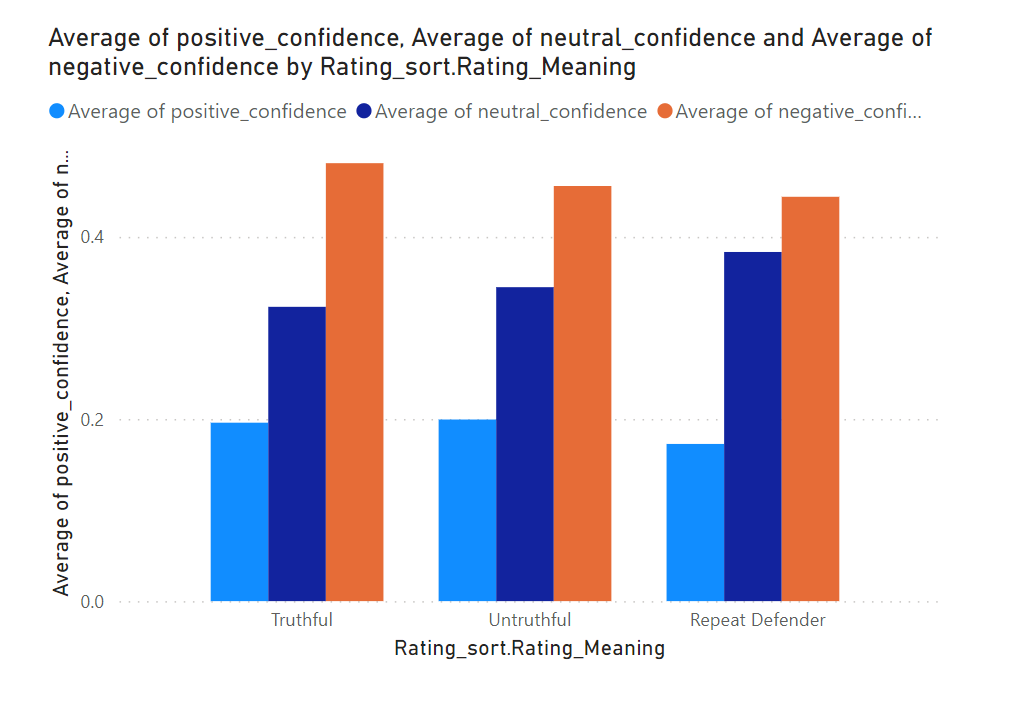 Average of positive_confidence, Average of neutral_confidence and Average of
negative_confidence by Rating_sort.Rating_Meaning
Average of positive_confidence Average of neutral_confidence Average of negative_confi...
Average of positive_confidence, Average of n...
0.4
0.2
0.0
Truthful Untruthful Repeat Defender
Rating_sort.Rating_Meaning